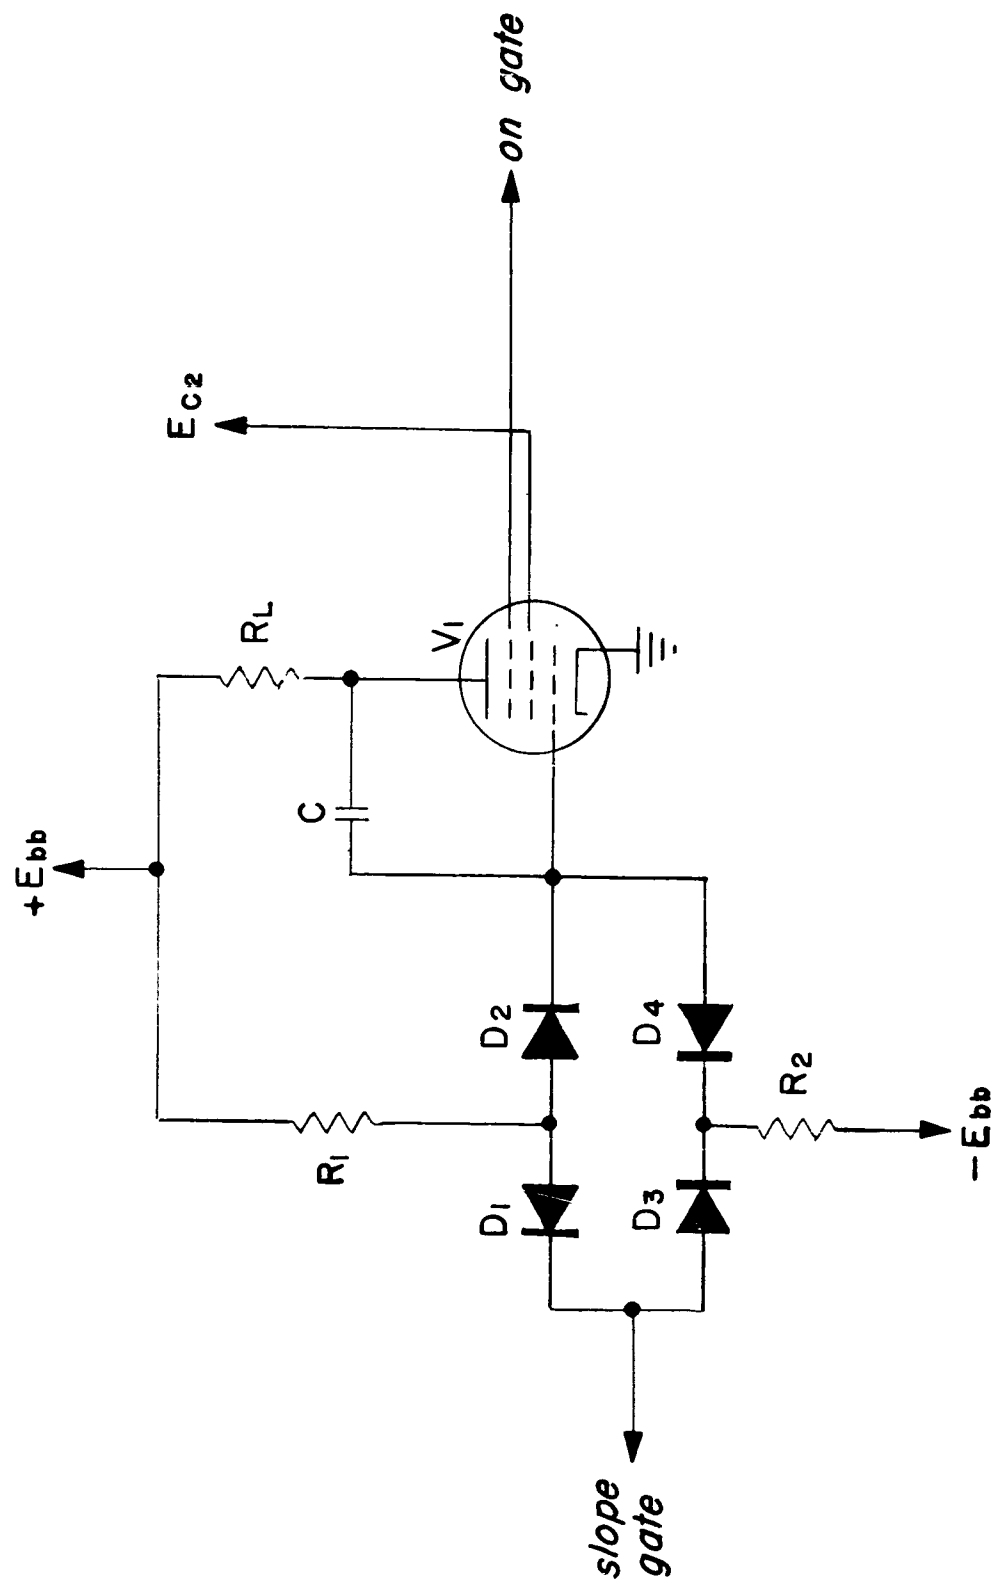 +Ebb
RL
EC2
R1
C
V1
on gate
D1
D2
slope
gate
D3
D4
R2
−Ebb